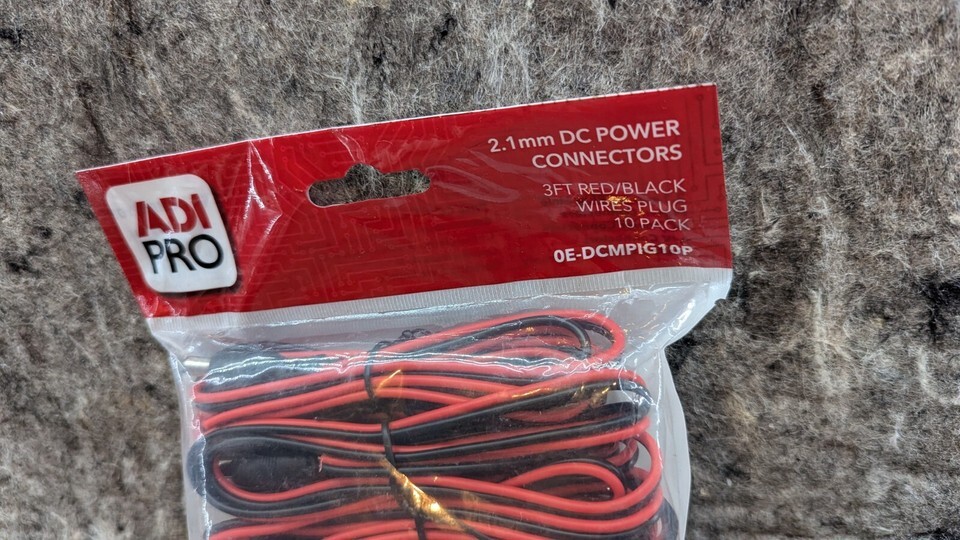 ADI
PRO
2.1mm DC POWER
CONNECTORS
3FT RED/BLACK
WIRES PLUG
10 PACK
0E-DCMPIG10P